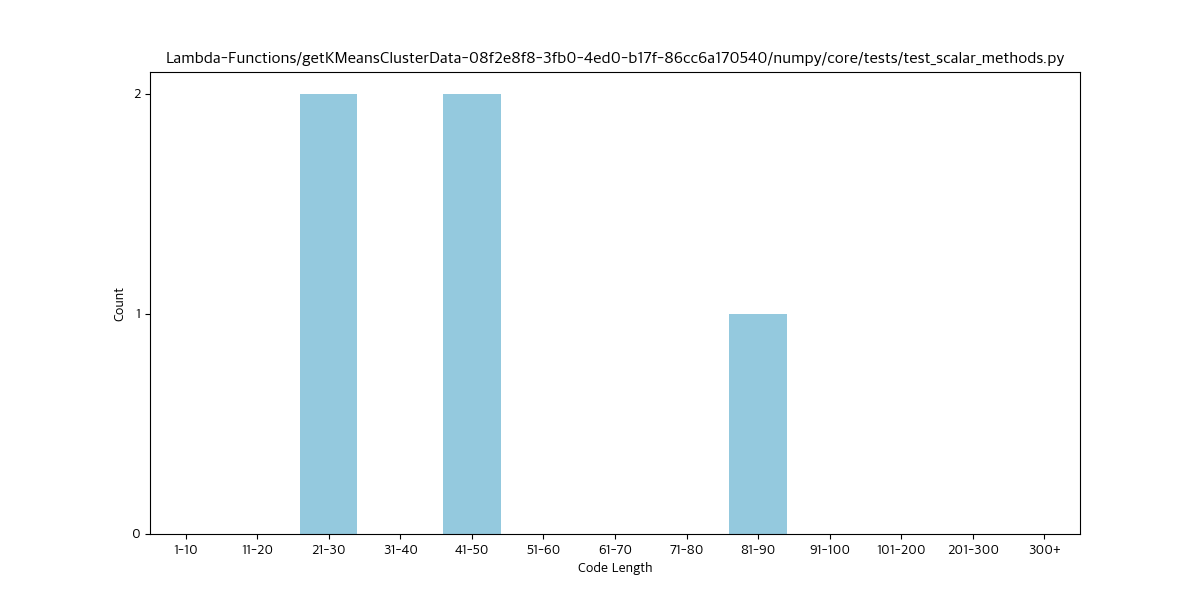 Lambda-Functions/getKMeansClusterData-08f2e8f8-3fb0-4ed0-b17f-86cc6a170540/numpy/core/tests/test_scalar_methods.py
2
1
0
Count
1-10 11-20 21-30 31-40 41-50 51-60 61-70 71-80 81-90 91-100 101-200 201-300 300+
Code Length